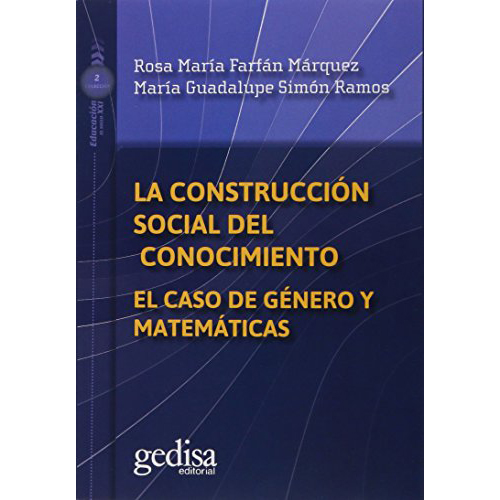 Rosa María Farfán Márquez
María Guadalupe Simón Ramos
2
Educación
LA CONSTRUCCIÓN
SOCIAL DEL
CONOCIMIENTO
EL CASO DE GÉNERO Y
MATEMÁTICAS
gedisa
editorial